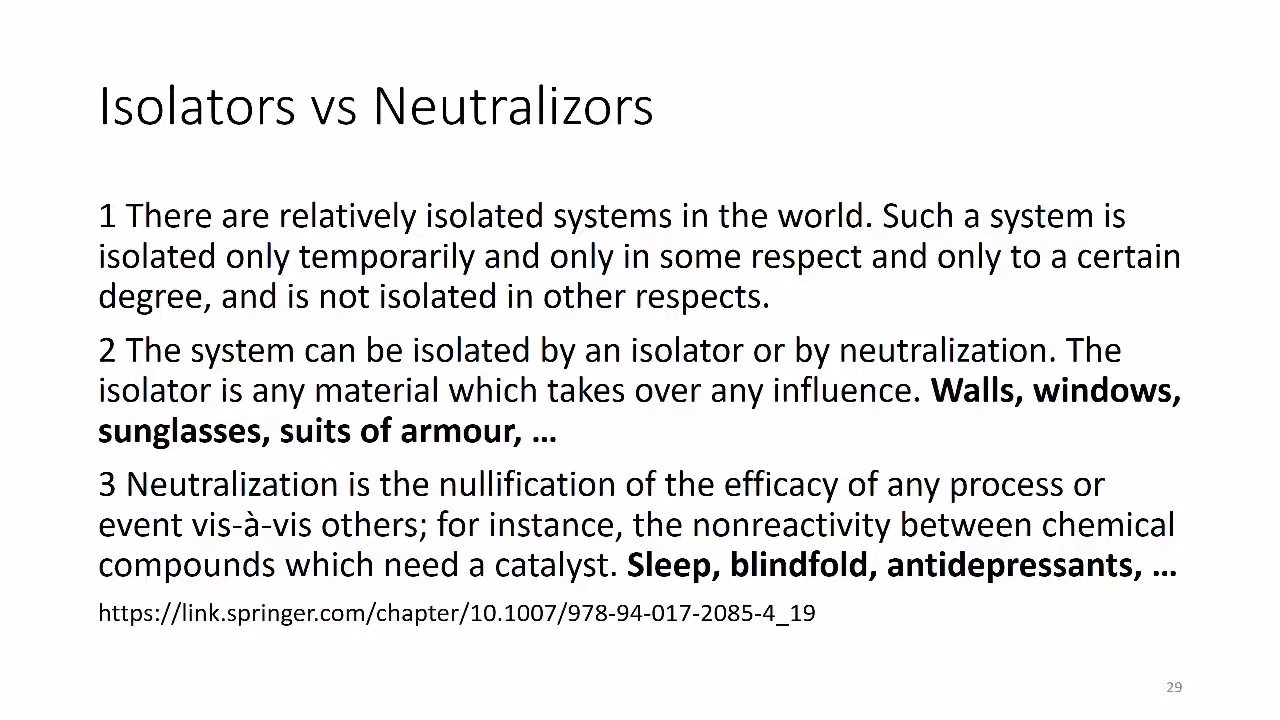 Isolators vs Neutralizors
1 There are relatively isolated systems in the world. Such a system is
isolated only temporarily and only in some respect and only to a certain
degree, and is not isolated in other respects.
2 The system can be isolated by an isolator or by neutralization. The
isolator is any material which takes over any influence. Walls, windows,
sunglasses, suits of armour, …
3 Neutralization is the nullification of the efficacy of any process or
event vis-à-vis others; for instance, the nonreactivity between chemical
compounds which need a catalyst. Sleep, blindfold, antidepressants, …
https://link.springer.com/chapter/10.1007/978-94-017-2085-4_19
29